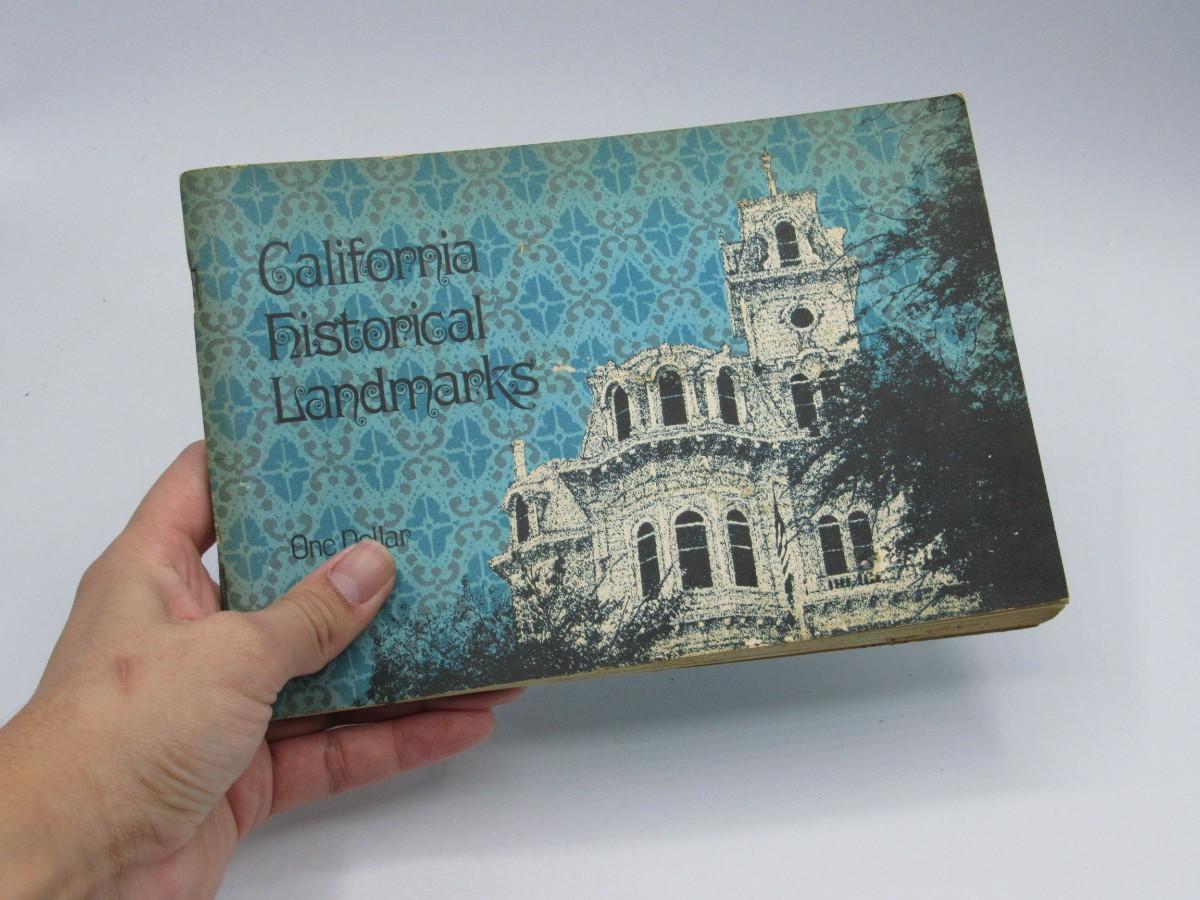 California
Historical
Landmarks
One Dollar